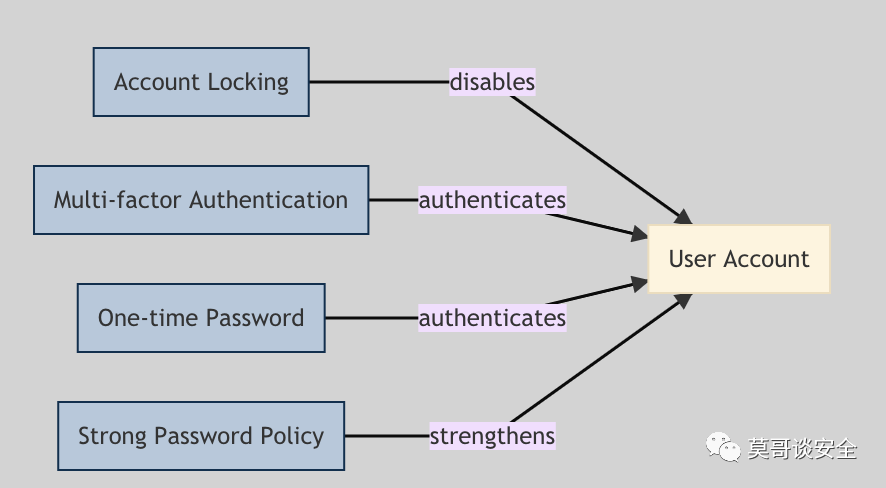 Account Locking
disables
Multi-factor Authentication
authenticates
User Account
One-time Password
authenticates
Strong Password Policy
strengthens
莫哥谈安全